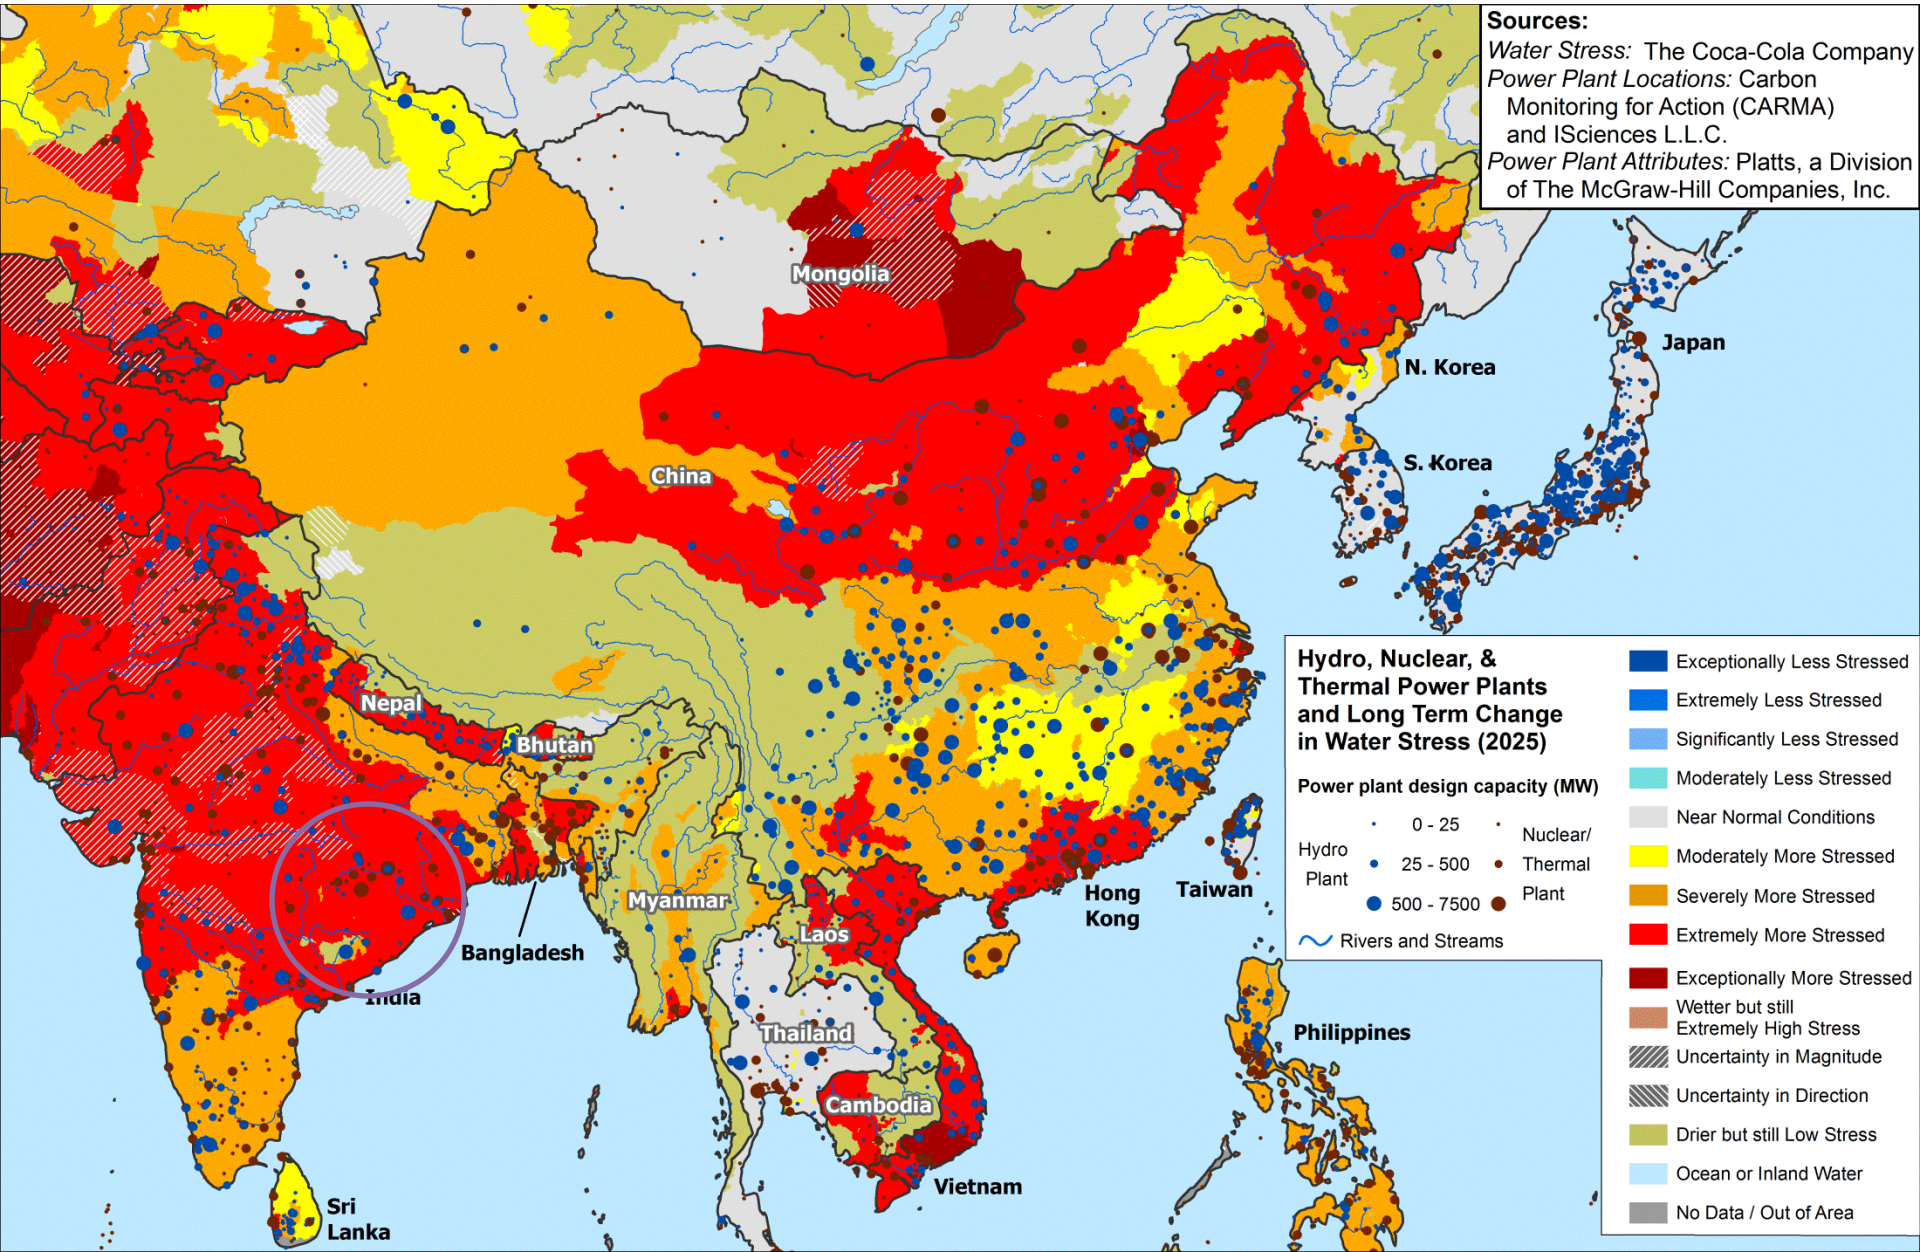 Sources:
Water Stress: The Coca-Cola Company
Power Plant Locations: Carbon
Monitoring for Action (CARMA)
and ISciences L.L.C.
Power Plant Attributes: Platts, a Division
of The McGraw-Hill Companies, Inc.
Mongolia
Japan
N. Korea
S. Korea
China
Nepal
Bhutan
Myanmar
Bangladesh
Laos
Hong
Kong
Taiwan
India
Thailand
Philippines
Cambodia
Vietnam
Sri
Lanka
Hydro, Nuclear, &
Thermal Power Plants
and Long Term Change
in Water Stress (2025)
Power plant design capacity (MW)
Hydro
Plant
0 - 25
25 - 500
500 - 7500
Nuclear/
Thermal
Plant
Rivers and Streams
Exceptionally Less Stressed
Extremely Less Stressed
Significantly Less Stressed
Moderately Less Stressed
Near Normal Conditions
Moderately More Stressed
Severely More Stressed
Extremely More Stressed
Exceptionally More Stressed
Wetter but still
Extremely High Stress
Uncertainty in Magnitude
Uncertainty in Direction
Drier but still Low Stress
Ocean or Inland Water
No Data / Out of Area